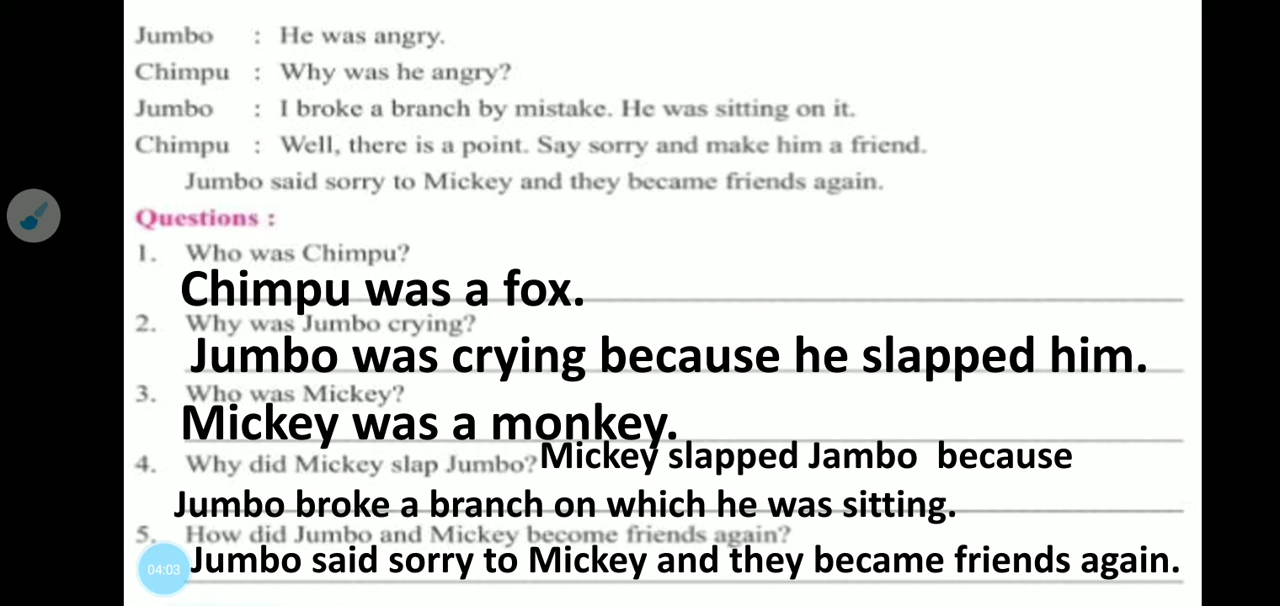 Jumbo : He was angry.
Chimpu : Why was he angry?
Jumbo : I broke a branch by mistake. He was sitting on it.
Chimpu : Well, there is a point. Say sorry and make him a friend.
Jumbo said sorry to Mickey and they became friends again.
Questions :
1. Who was Chimpu?
Chimpu was a fox.
2. Why was Jumbo crying?
Jumbo was crying because he slapped him.
3. Who was Mickey?
Mickey was a monkey.
4. Why did Mickey slap Jumbo? Mickey slapped Jambo because
Jumbo broke a branch on which he was sitting.
5. How did Jumbo and Mickey become friends again?
04:03 Jumbo said sorry to Mickey and they became friends again.